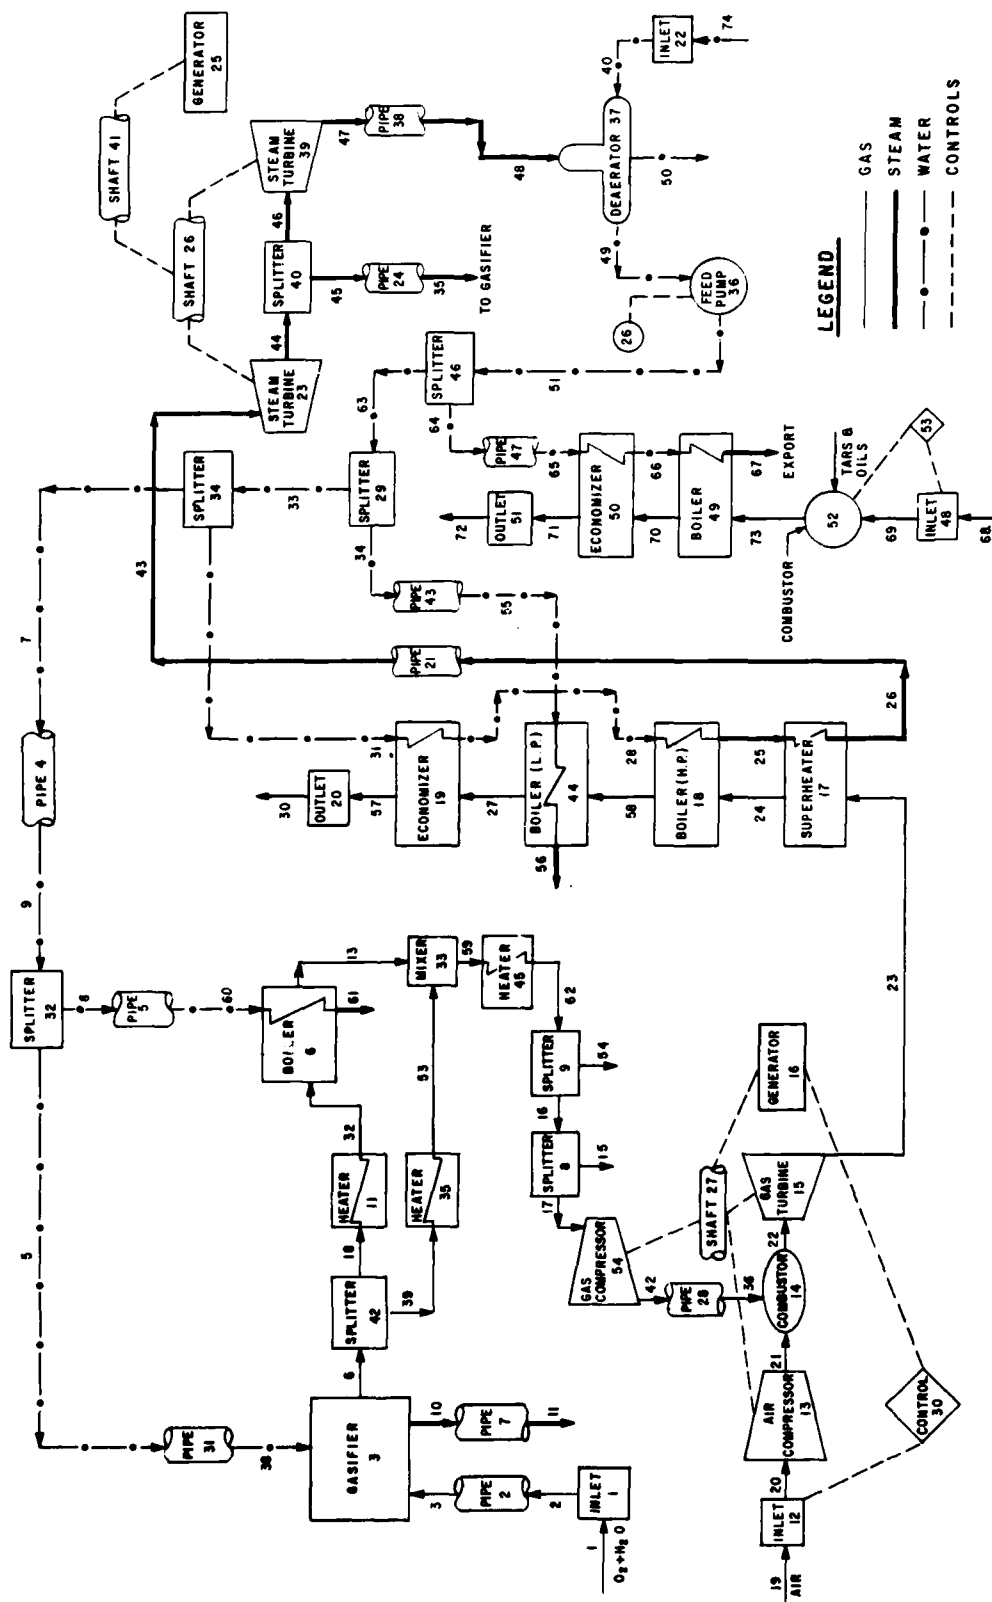 SPLITTER
32
9
PIPE 4
7
5
8
PIPE
5
60
BOILER
6
61
13
32
HEATER
11
18
SPLITTER
42
6
39
HEATER
35
53
MIXER
33
59
HEATER
45
62
SPLITTER
9
54
16
SPLITTER
8
15
17
GAS
COMPRESSOR
54
42
PIPE
28
36
PIPE
31
38
GASIFIER
3
10
PIPE
7
11
3
PIPE
2
2
INLET
1
1
O2+H2O
19
AIR
INLET
12
20
AIR
COMPRESSOR
13
21
COMBUSTOR
14
22
GAS
TURBINE
15
SHAFT 27
GENERATOR
16
CONTROL
30
23
30
OUTLET
20
57
ECONOMIZER
19
31
27
BOILER (L.P.)
44
56
58
BOILER (H.P.)
18
28
24
25
SUPERHEATER
17
26
PIPE
21
43
SPLITTER
34
33
SPLITTER
29
34
PIPE
43
55
63
SPLITTER
46
64
PIPE
47
65
ECONOMIZER
50
66
BOILER
49
67
EXPORT
72
OUTLET
51
71
70
73
COMBUSTOR
52
TARS &
OILS
53
69
INLET
48
68
51
FEED
PUMP
36
26
49
DEAERATOR 37
50
40
INLET
22
74
48
PIPE
38
47
STEAM
TURBINE
39
46
SPLITTER
40
45
PIPE
24
35
TO GASIFIER
44
STEAM
TURBINE
23
SHAFT 26
SHAFT 41
GENERATOR
25
LEGEND
GAS
STEAM
WATER
CONTROLS